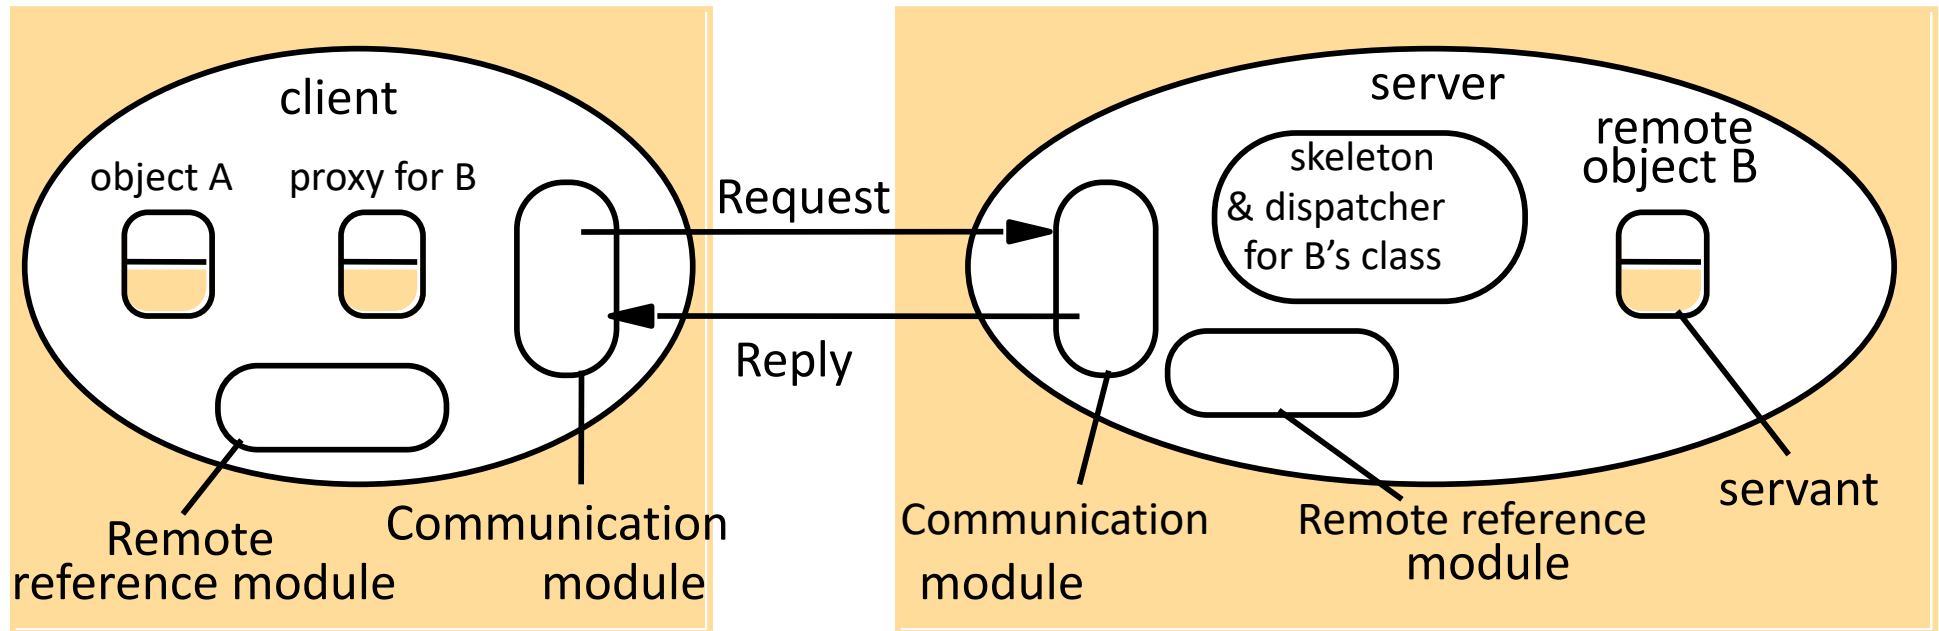 client
object A
proxy for B
Remote
reference module
Communication
module
Request
Reply
server
skeleton
& dispatcher
for B’s class
remote
object B
Communication
module
Remote reference
module
servant